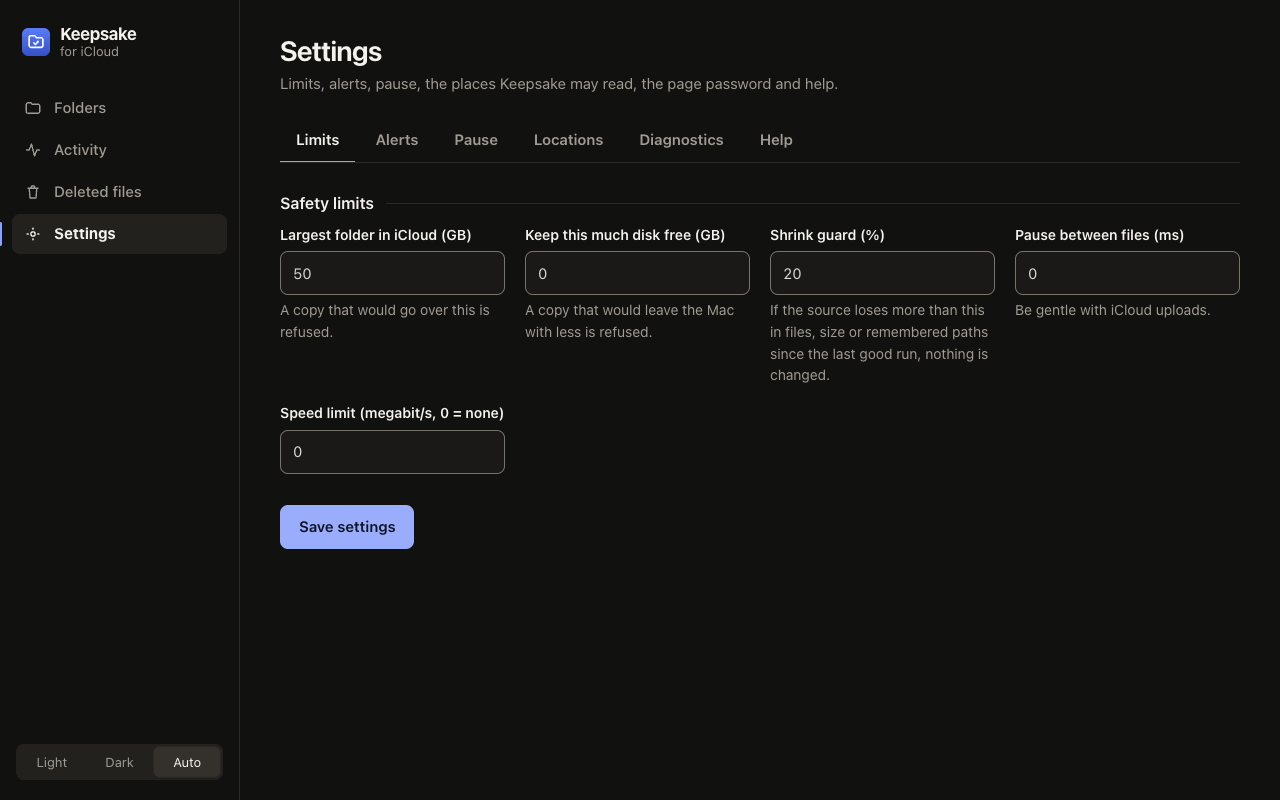 Keepsake
for iCloud
Folders
Activity
Deleted files
Settings
Light Dark Auto
Settings
Limits, alerts, pause, the places Keepsake may read, the page password and help.
Limits Alerts Pause Locations Diagnostics Help
Safety limits
Largest folder in iCloud (GB)
50
A copy that would go over this is
refused.
Keep this much disk free (GB)
0
A copy that would leave the Mac
with less is refused.
Shrink guard (%)
20
If the source loses more than this
in files, size or remembered paths
since the last good run, nothing is
changed.
Pause between files (ms)
0
Be gentle with iCloud uploads.
Speed limit (megabit/s, 0 = none)
0
Save settings